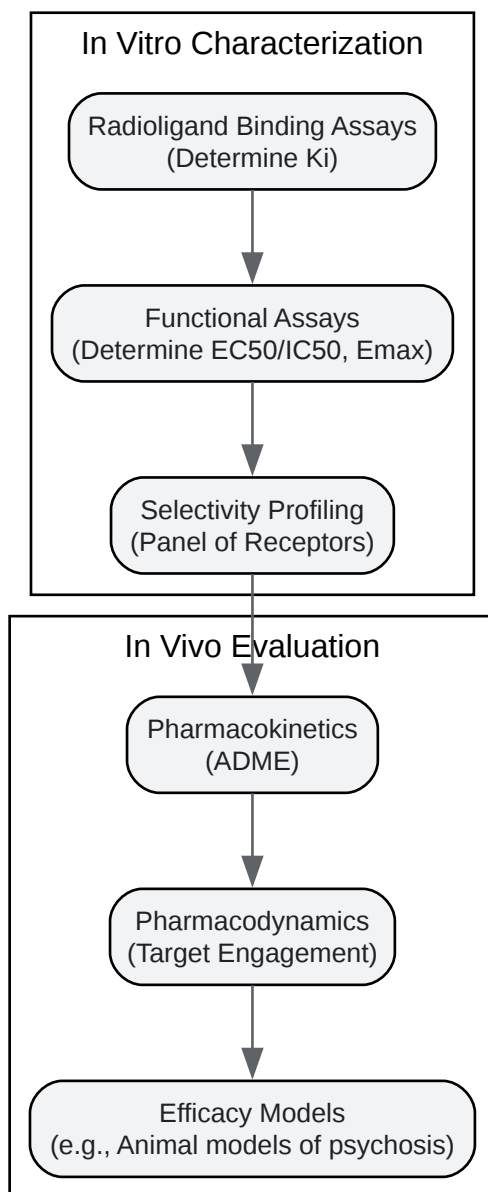 In Vitro Characterization
Radioligand Binding Assays
(Determine Ki)
Functional Assays
(Determine EC50/IC50, Emax)
Selectivity Profiling
(Panel of Receptors)
In Vivo Evaluation
Pharmacokinetics
(ADME)
Pharmacodynamics
(Target Engagement)
Efficacy Models
(e.g., Animal models of psychosis)